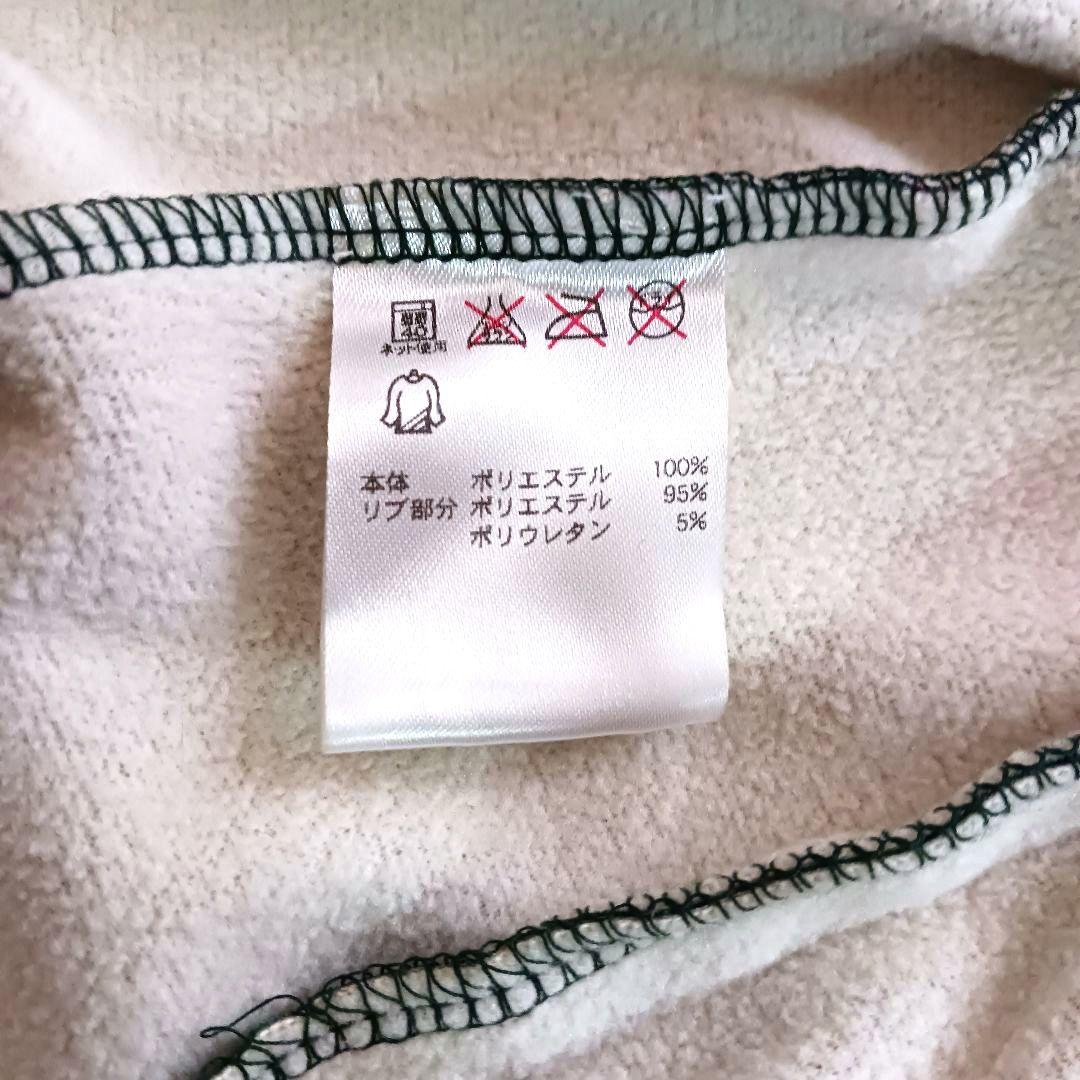 40
ネット使用
本体 ポリエステル 100%
リブ部分 ポリエステル 95%
ポリウレタン 5%